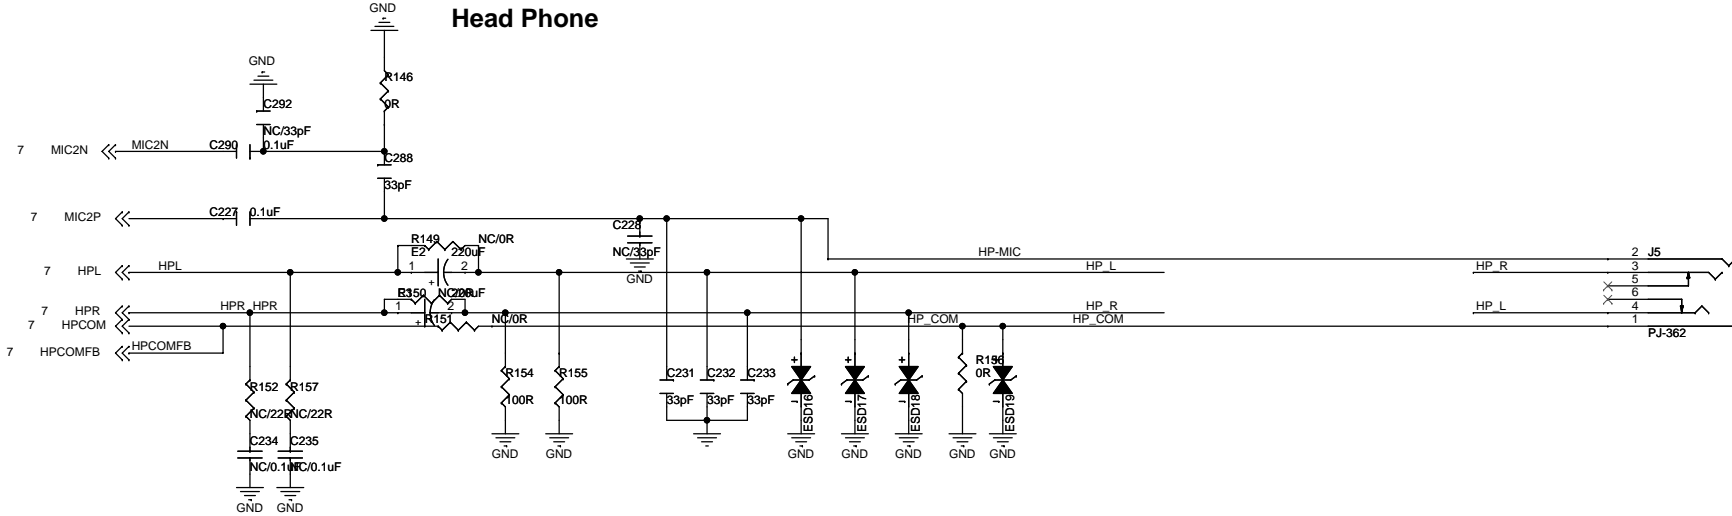 Head Phone
GND
GND
R146
0R
C292
NC/33pF
7 MIC2N MIC2N C290 0.1uF
C288
33pF
7 MIC2P C227 0.1uF
C228
NC/33pF
GND
R149 NC/0R
E2 220uF
1 2
+
7 HPL HPL
HP-MIC
HP_L
HP_R
2 J5
3
5
6
4
1
PJ-362
7 HPR HPR HPR
1 2
HP_R
HP_L
7 HPCOM
+ R151 NC/0R
HP_COM HP_COM
7 HPCOMFB HPCOMFB
R152 R157
NC/22R NC/22R
C234 C235
NC/0.1uF NC/0.1uF
GND GND
R154 R155
100R 100R
GND GND
C231 C232 C233
33pF 33pF 33pF
+ + +
ESD16 ESD17 ESD18 ESD19
0R
GND GND GND GND GND